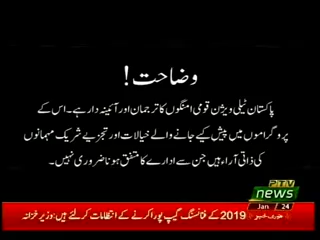 وضاحت!
پاکستان ٹیلی ویژن قومی امنگوں کا ترجمان اور آئینہ دار ہے۔ اس کے
پروگراموں میں پیش کیے جانے والے خیالات اور تجزیے شریک مہمانوں
کی ذاتی آراء ہیں جن سے ادارے کا متفق ہونا ضروری نہیں۔
PTV
news
Jan 24
2019 کے فنانسنگ گیپ پورا کرنے کے انتظامات کر لئے ہیں: وزیر خزانہ